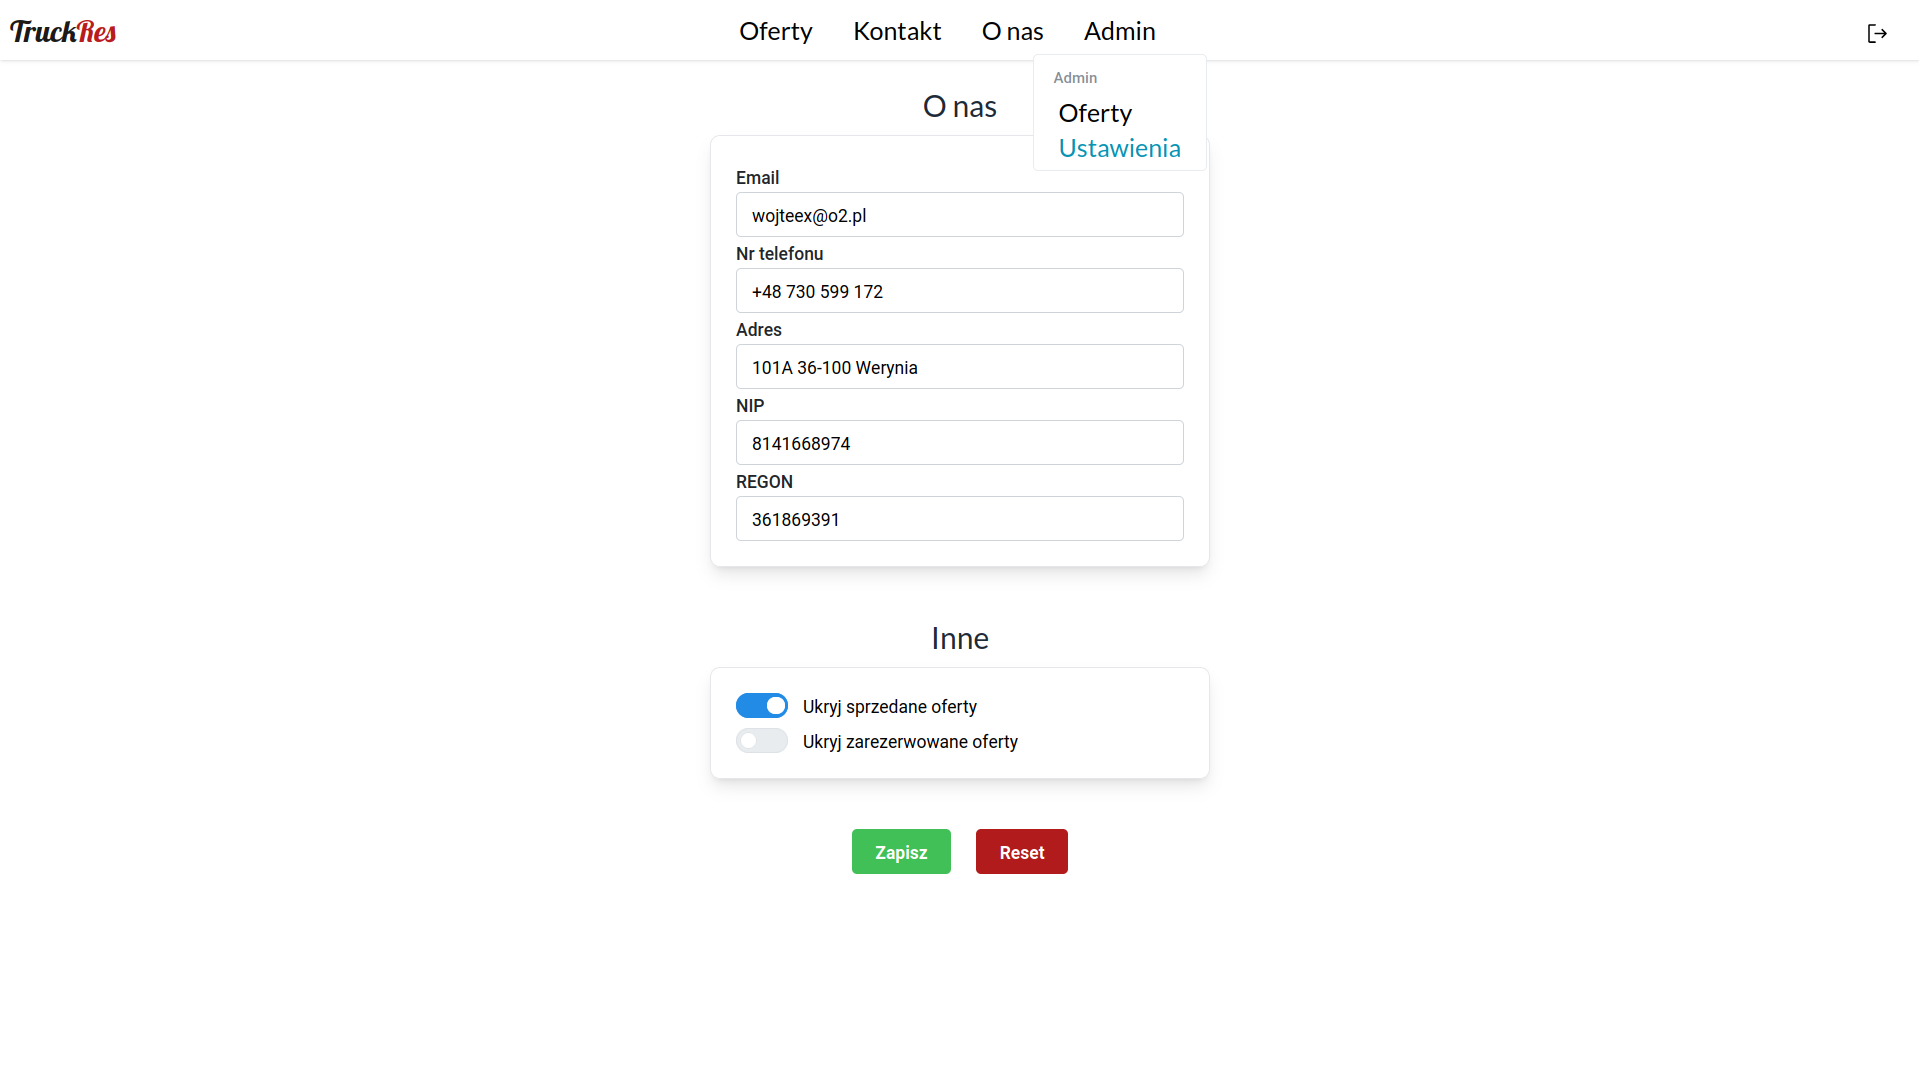 TruckRes
Oferty Kontakt O nas Admin
Admin
Oferty
Ustawienia
O nas
Email
wojteex@o2.pl
Nr telefonu
+48 730 599 172
Adres
101A 36-100 Werynia
NIP
8141668974
REGON
361869391
Inne
Ukryj sprzedane oferty
Ukryj zarezerwowane oferty
Zapisz Reset